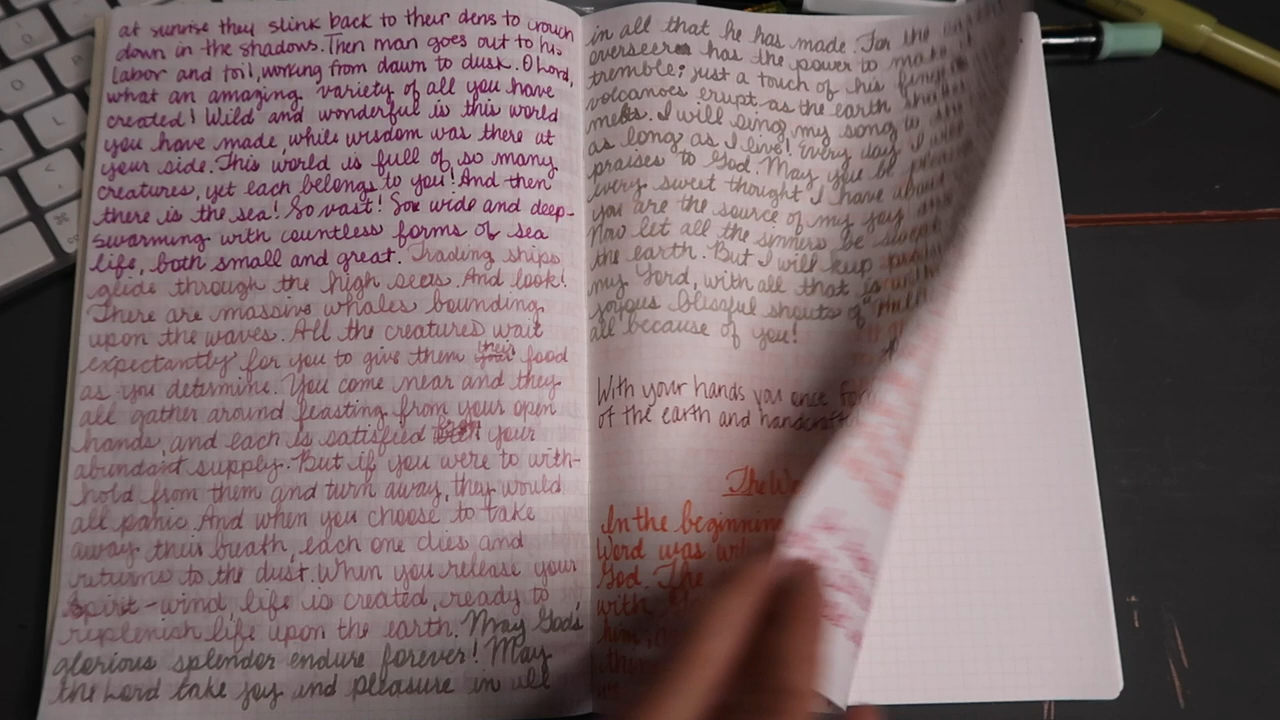 at sunrise they slink back to their dens to crouch
down in the shadows. Then man goes out to his
labor and toil, working from dawn to dusk. O Lord,
what an amazing variety of all you have
created! Wild and wonderful is this world
you have made, while wisdom was there at
your side. This world is full of so many
creatures, yet each belongs to you! And then
there is the sea! So vast! So wide and deep-
swarming with countless forms of sea
life, both small and great. Trading ships
glide through the high seas. And look!
There are massive whales bounding
upon the waves. All the creatures wait
expectantly for you to give them their food
as you determine. You come near and they
all gather around feasting from your open
hands, and each is satisfied your
abundant supply. But if you were to with-
hold from them and turn away, they would
all panic. And when you choose to take
away their breath, each one dies and
returns to the dust. When you release your
spirit-wind, life is created, ready to
replenish life upon the earth. May God's
glorious splendor endure forever! May
the Lord take joy and pleasure in all
in all that he has made. For the
overseer has the power to make
tremble; just a touch of his finger
volcanoes erupt as the earth
melts. I will sing my song to
as long as I live! Every day I
praises to God. May you be
every sweet thought I have about
you are the source of my joy
Now let all the sinners be
the earth. But I will keep
my Lord, with all that is
joyous blissful shouts of
all because of you!
With your hands you once
of the earth and handcrafted
The
In the beginning
Word was
God. The
with
him,